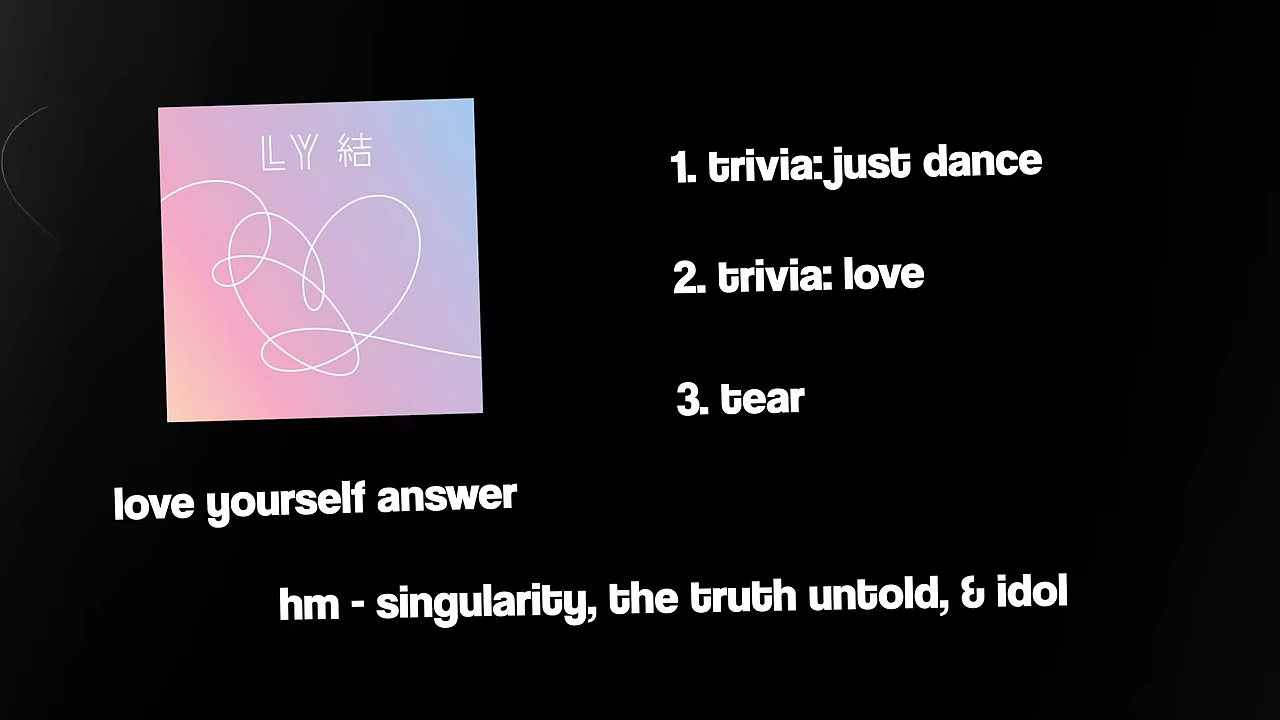 LY 結
1. trivia: just dance
2. trivia: love
3. tear
love yourself answer
hm - singularity, the truth untold, & idol